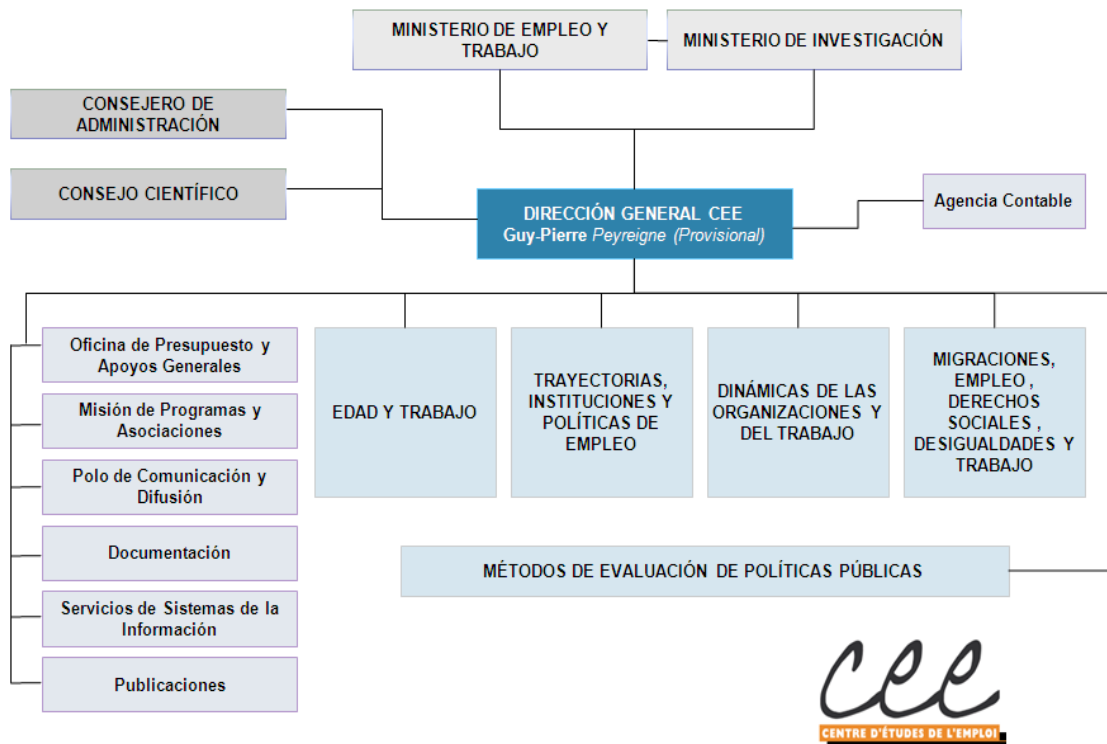 MINISTERIO DE EMPLEO Y
TRABAJO
MINISTERIO DE INVESTIGACIÓN
CONSEJERO DE
ADMINISTRACIÓN
CONSEJO CIENTÍFICO
DIRECCIÓN GENERAL CEE
Guy-Pierre Peyreigne (Provisional)
Agencia Contable
Oficina de Presupuesto y
Apoyos Generales
Misión de Programas y
Asociaciones
Polo de Comunicación y
Difusión
Documentación
Servicios de Sistemas de la
Información
Publicaciones
EDAD Y TRABAJO
TRAYECTORIAS,
INSTITUCIONES Y
POLÍTICAS DE
EMPLEO
DINÁMICAS DE LAS
ORGANIZACIONES Y
DEL TRABAJO
MIGRACIONES,
EMPLEO ,
DERECHOS
SOCIALES ,
DESIGUALDADES Y
TRABAJO
MÉTODOS DE EVALUACIÓN DE POLÍTICAS PÚBLICAS
cee
CENTRE D'ÉTUDES DE L'EMPLOI